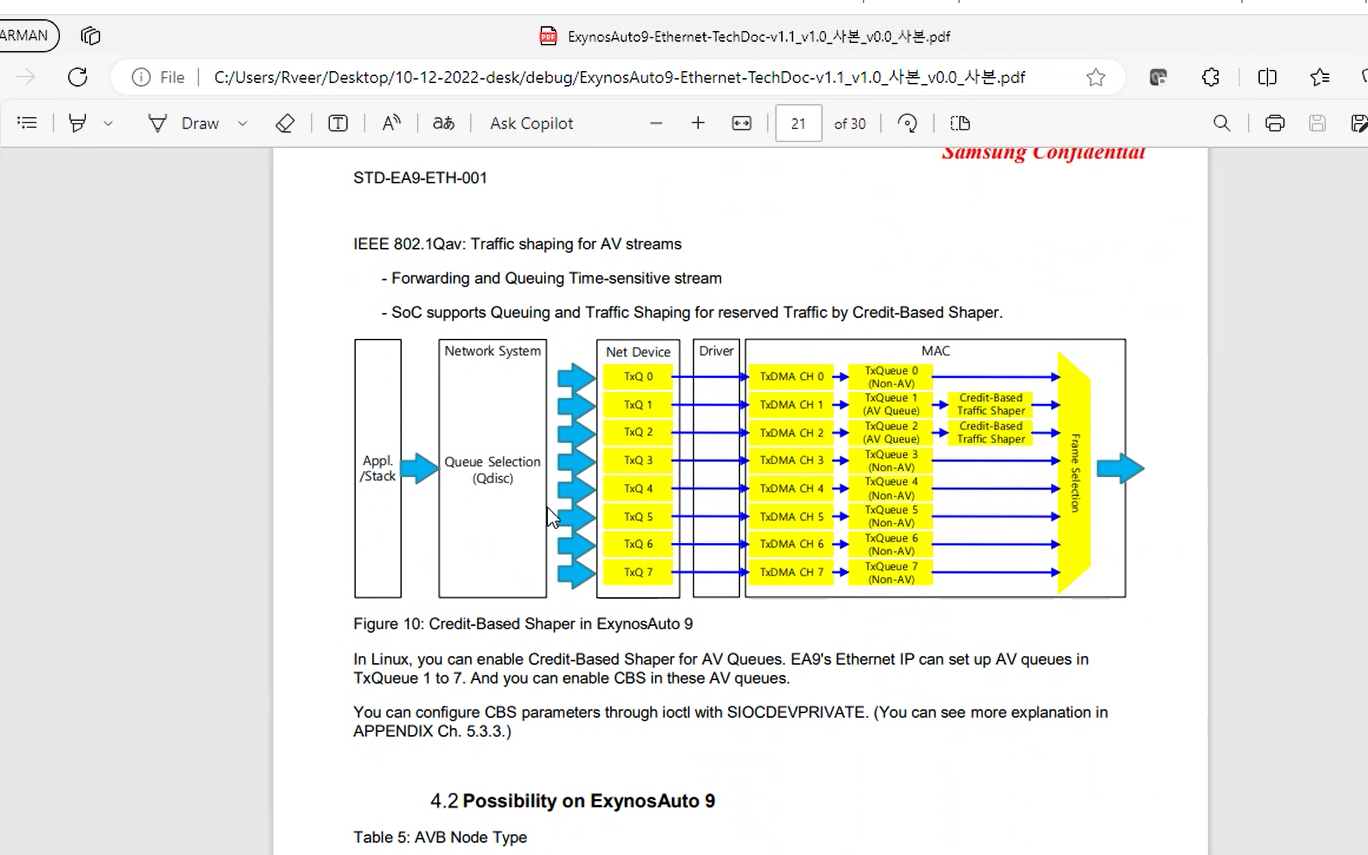 ARMAN
ExynosAuto9-Ethernet-TechDoc-v1.1_v1.0_사본_v0.0_사본.pdf
File
C:/Users/Rveer/Desktop/10-12-2022-desk/debug/ExynosAuto9-Ethernet-TechDoc-v1.1_v1.0_사본_v0.0_사본.pdf
Draw
aあ
Ask Copilot
21
of 30
Samsung Confidential
STD-EA9-ETH-001
IEEE 802.1Qav: Traffic shaping for AV streams
- Forwarding and Queuing Time-sensitive stream
- SoC supports Queuing and Traffic Shaping for reserved Traffic by Credit-Based Shaper.
Appl.
/Stack
Network System
Queue Selection
(Qdisc)
Net Device
TxQ 0
TxQ 1
TxQ 2
TxQ 3
TxQ 4
TxQ 5
TxQ 6
TxQ 7
Driver
MAC
TxDMA CH 0
TxDMA CH 1
TxDMA CH 2
TxDMA CH 3
TxDMA CH 4
TxDMA CH 5
TxDMA CH 6
TxDMA CH 7
TxQueue 0
(Non-AV)
TxQueue 1
(AV Queue)
TxQueue 2
(AV Queue)
TxQueue 3
(Non-AV)
TxQueue 4
(Non-AV)
TxQueue 5
(Non-AV)
TxQueue 6
(Non-AV)
TxQueue 7
(Non-AV)
Credit-Based
Traffic Shaper
Credit-Based
Traffic Shaper
Frame Selection
Figure 10: Credit-Based Shaper in ExynosAuto 9
In Linux, you can enable Credit-Based Shaper for AV Queues. EA9's Ethernet IP can set up AV queues in
TxQueue 1 to 7. And you can enable CBS in these AV queues.
You can configure CBS parameters through ioctl with SIOCDEVPRIVATE. (You can see more explanation in
APPENDIX Ch. 5.3.3.)
4.2 Possibility on ExynosAuto 9
Table 5: AVB Node Type